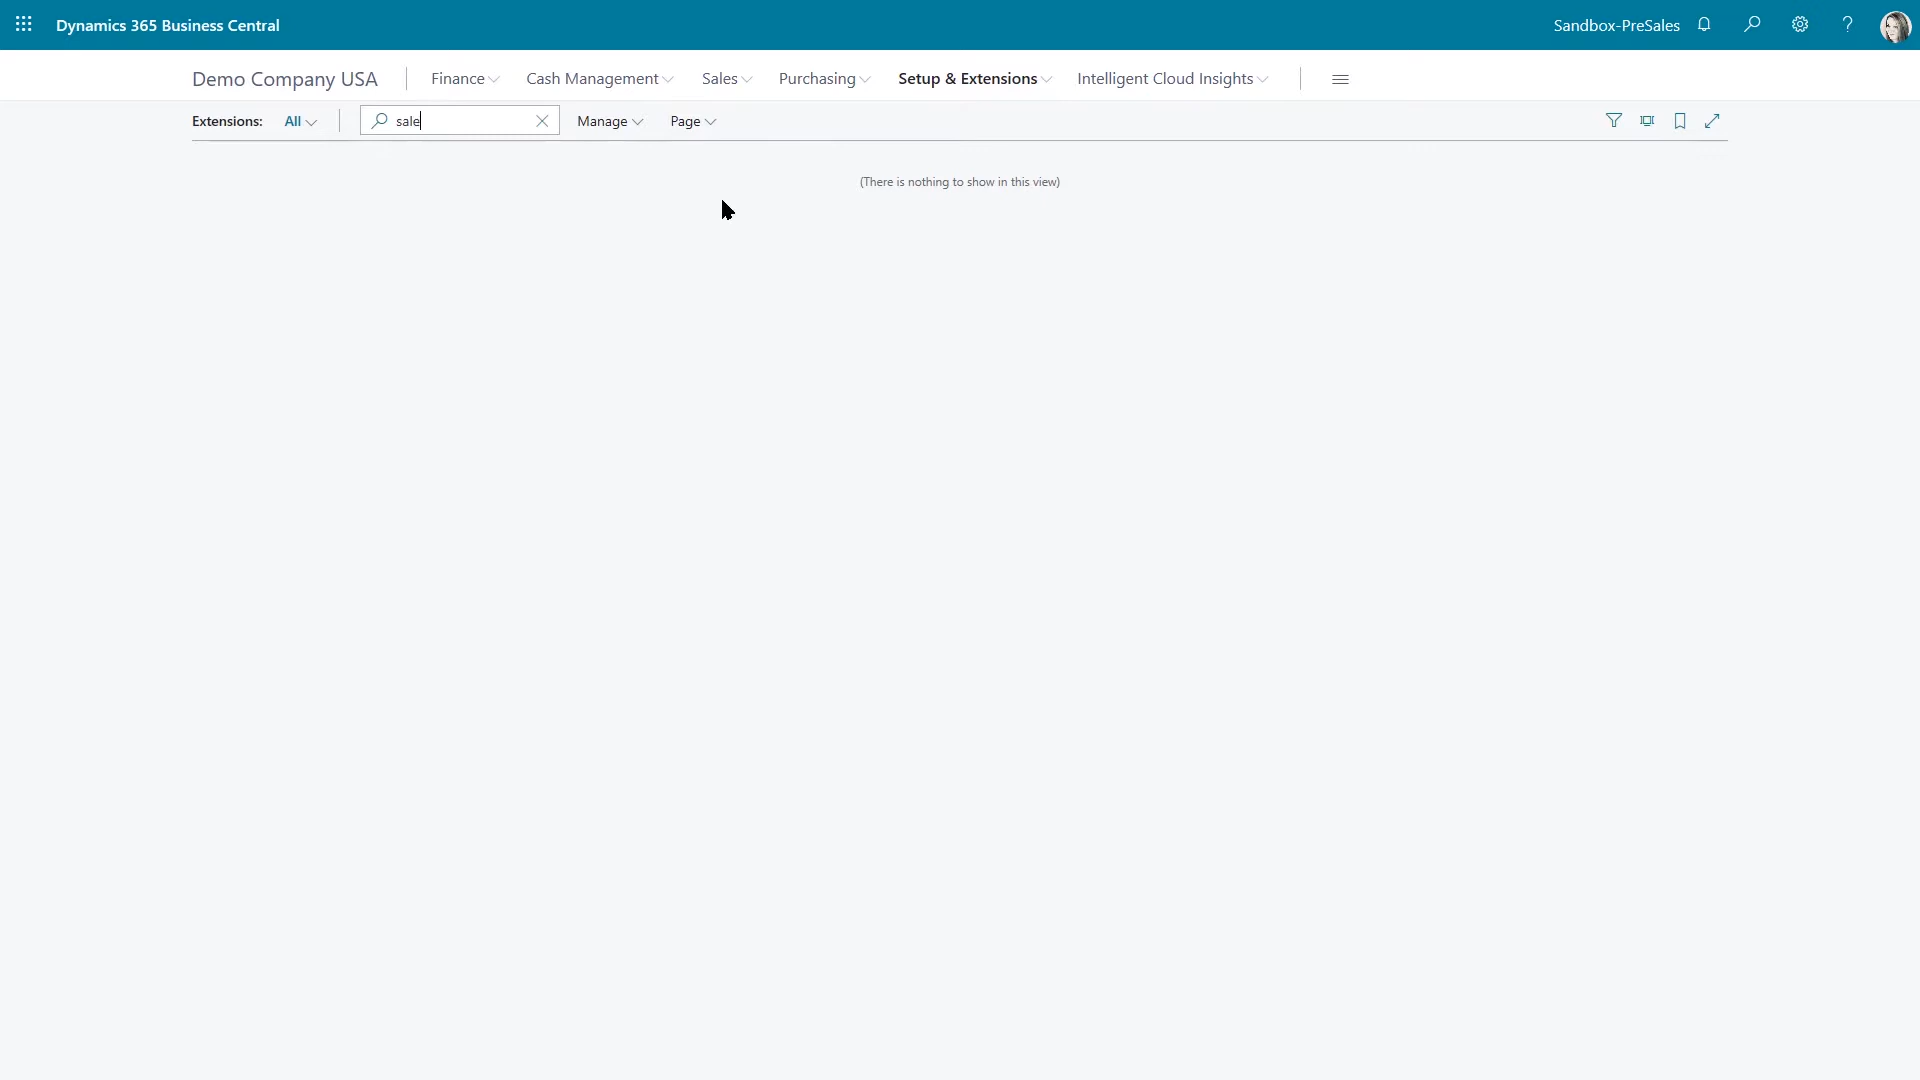 Dynamics 365 Business Central
Sandbox-PreSales
?
Demo Company USA
Finance
Cash Management
Sales
Purchasing
Setup & Extensions
Intelligent Cloud Insights
Extensions:
All
sale
Manage
Page
(There is nothing to show in this view)